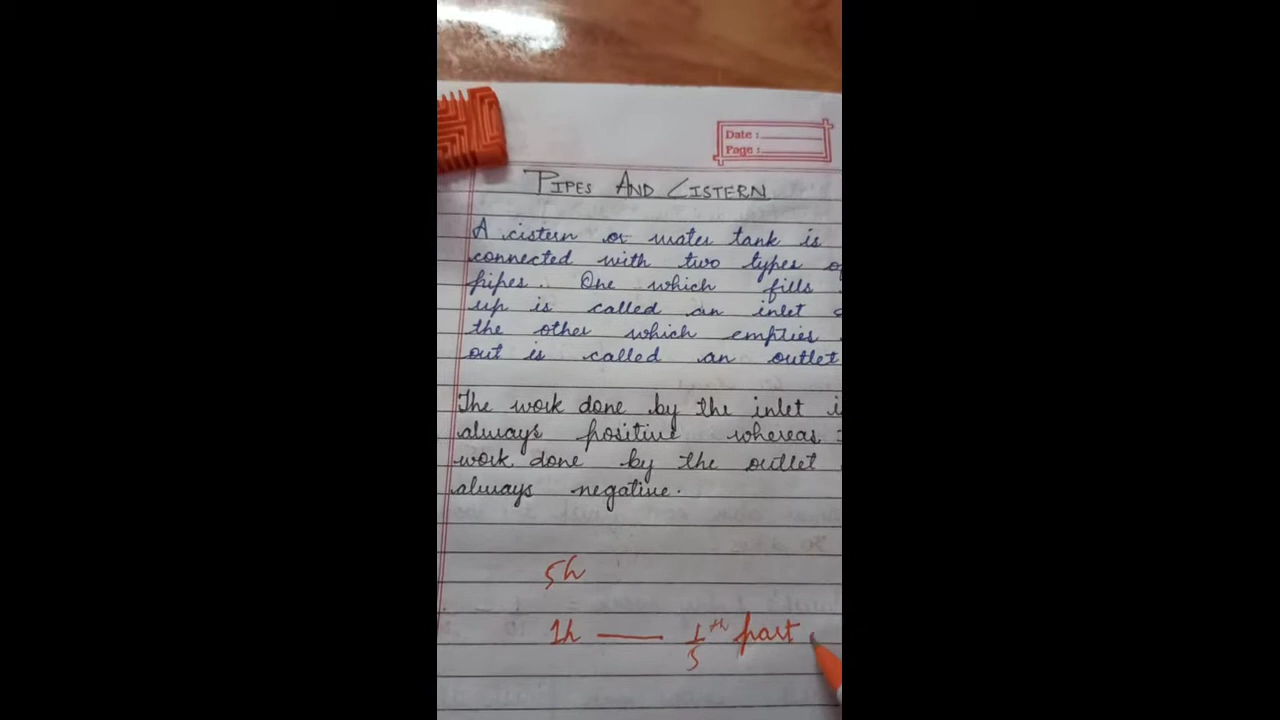 Date :
Page :
PIPES AND CISTERN
A cistern or water tank is
connected with two types
pipes. One which fills
up is called an inlet
the other which empties
out is called an outlet
The work done by the inlet
always positive whereas
work done by the outlet
always negative.
5h
1h — 1/5 th part